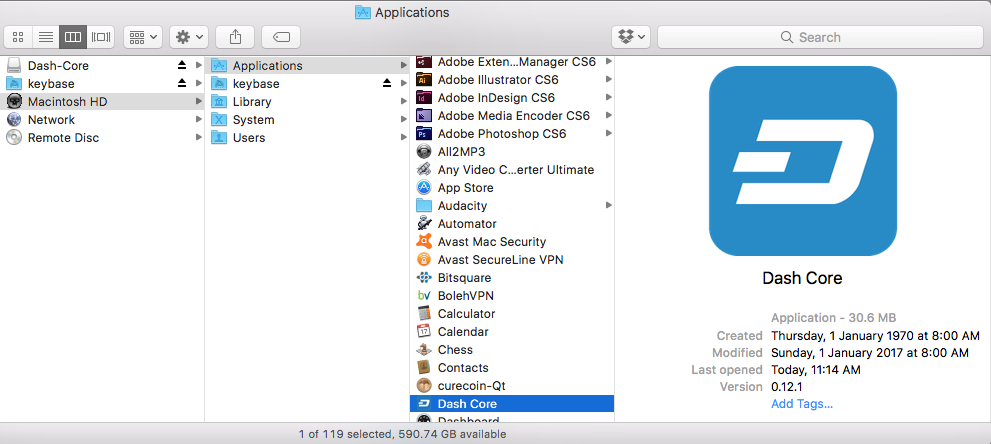 Applications
Search
Dash-Core
keybase
Macintosh HD
Network
Remote Disc
Applications
keybase
Library
System
Users
Adobe Exten...Manager CS6
Adobe Illustrator CS6
Adobe InDesign CS6
Adobe Media Encoder CS6
Adobe Photoshop CS6
All2MP3
Any Video C...erter Ultimate
App Store
Audacity
Automator
Avast Mac Security
Avast SecureLine VPN
Bitsquare
BolehVPN
Calculator
Calendar
Chess
Contacts
curecoin-Qt
Dash Core
Dashboard
Dash Core
Application - 30.6 MB
Created Thursday, 1 January 1970 at 8:00 AM
Modified Sunday, 1 January 2017 at 8:00 AM
Last opened Today, 11:14 AM
Version 0.12.1
Add Tags...
1 of 119 selected, 590.74 GB available